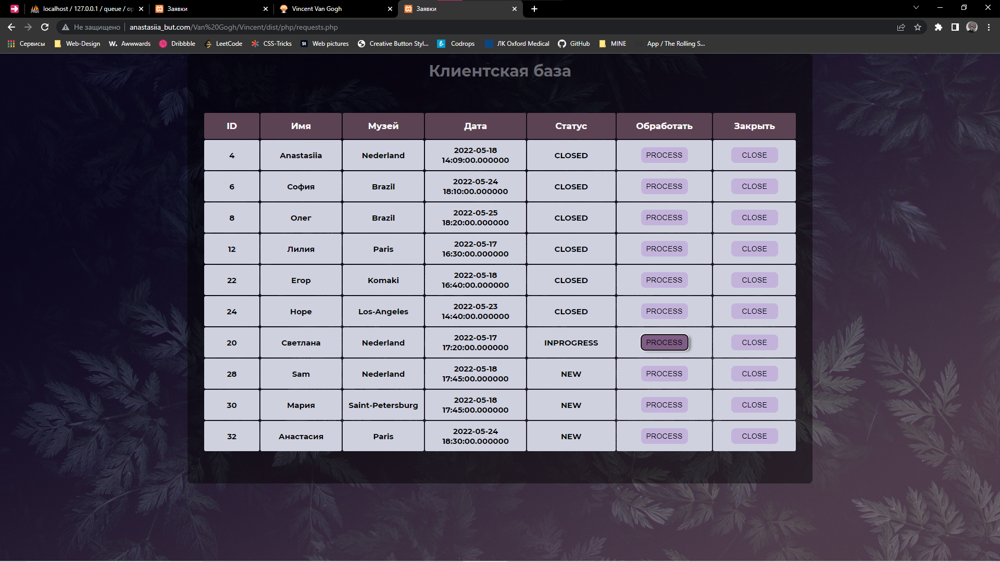 localhost / 127.0.0.1 / queue / op
Заявки
Vincent Van Gogh
Заявки
Не защищено
anastasiia_but.com/Van%20Gogh/Vincent/dist/php/requests.php
Сервисы
Web-Design
W. Awwwards
Dribbble
LeetCode
CSS-Tricks
St Web pictures
Creative Button Styl...
Codrops
ЛК Oxford Medical
GitHub
MINE
App / The Rolling S...
Клиентская база
ID Имя Музей Дата Статус Обработать Закрыть
4 Anastasiia Nederland 2022-05-18 14:09:00.000000 CLOSED PROCESS CLOSE
6 София Brazil 2022-05-24 18:10:00.000000 CLOSED PROCESS CLOSE
8 Олег Brazil 2022-05-25 18:20:00.000000 CLOSED PROCESS CLOSE
12 Лилия Paris 2022-05-17 16:30:00.000000 CLOSED PROCESS CLOSE
22 Егор Komaki 2022-05-18 16:40:00.000000 CLOSED PROCESS CLOSE
24 Hope Los-Angeles 2022-05-23 14:40:00.000000 CLOSED PROCESS CLOSE
20 Светлана Nederland 2022-05-17 17:20:00.000000 INPROGRESS PROCESS CLOSE
28 Sam Nederland 2022-05-18 17:45:00.000000 NEW PROCESS CLOSE
30 Мария Saint-Petersburg 2022-05-18 17:45:00.000000 NEW PROCESS CLOSE
32 Анастасия Paris 2022-05-24 18:30:00.000000 NEW PROCESS CLOSE